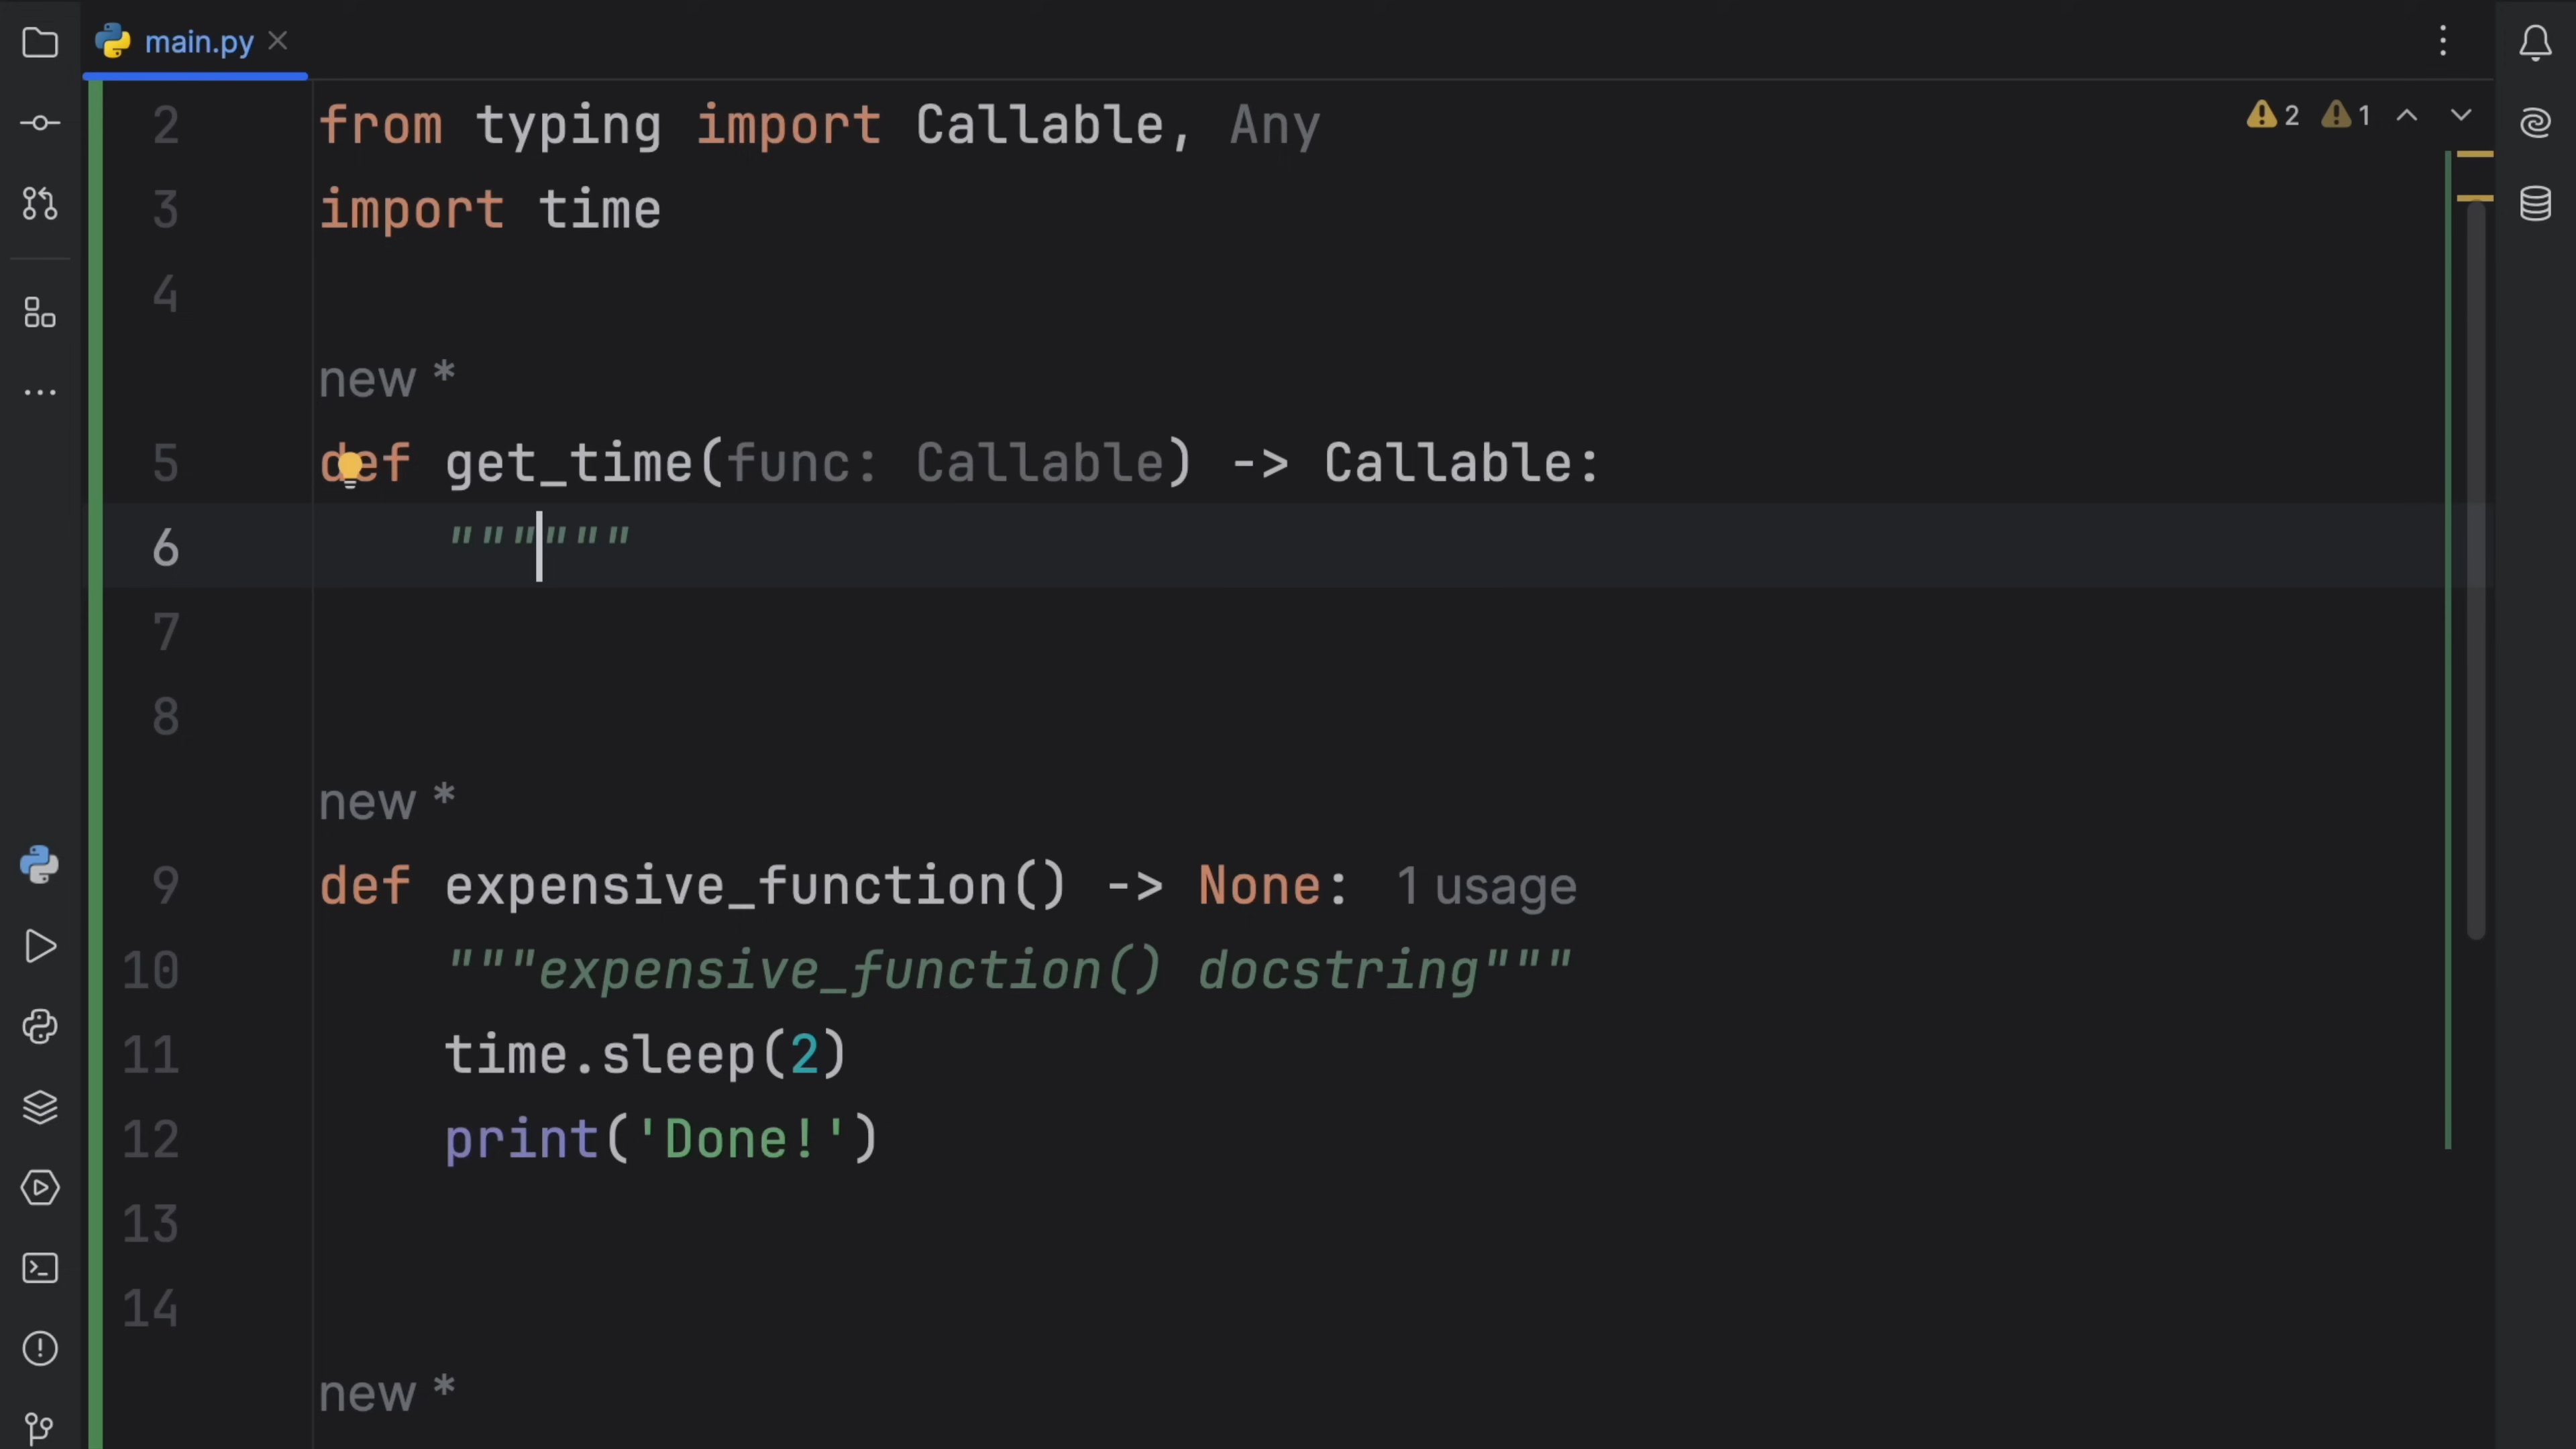 main.py
2 from typing import Callable, Any
2 1
3 import time
4
new *
5 def get_time(func: Callable) -> Callable:
6 """"""
7
8
new *
9 def expensive_function() -> None: 1 usage
10 """expensive_function() docstring"""
11 time.sleep(2)
12 print('Done!')
13
14
new *